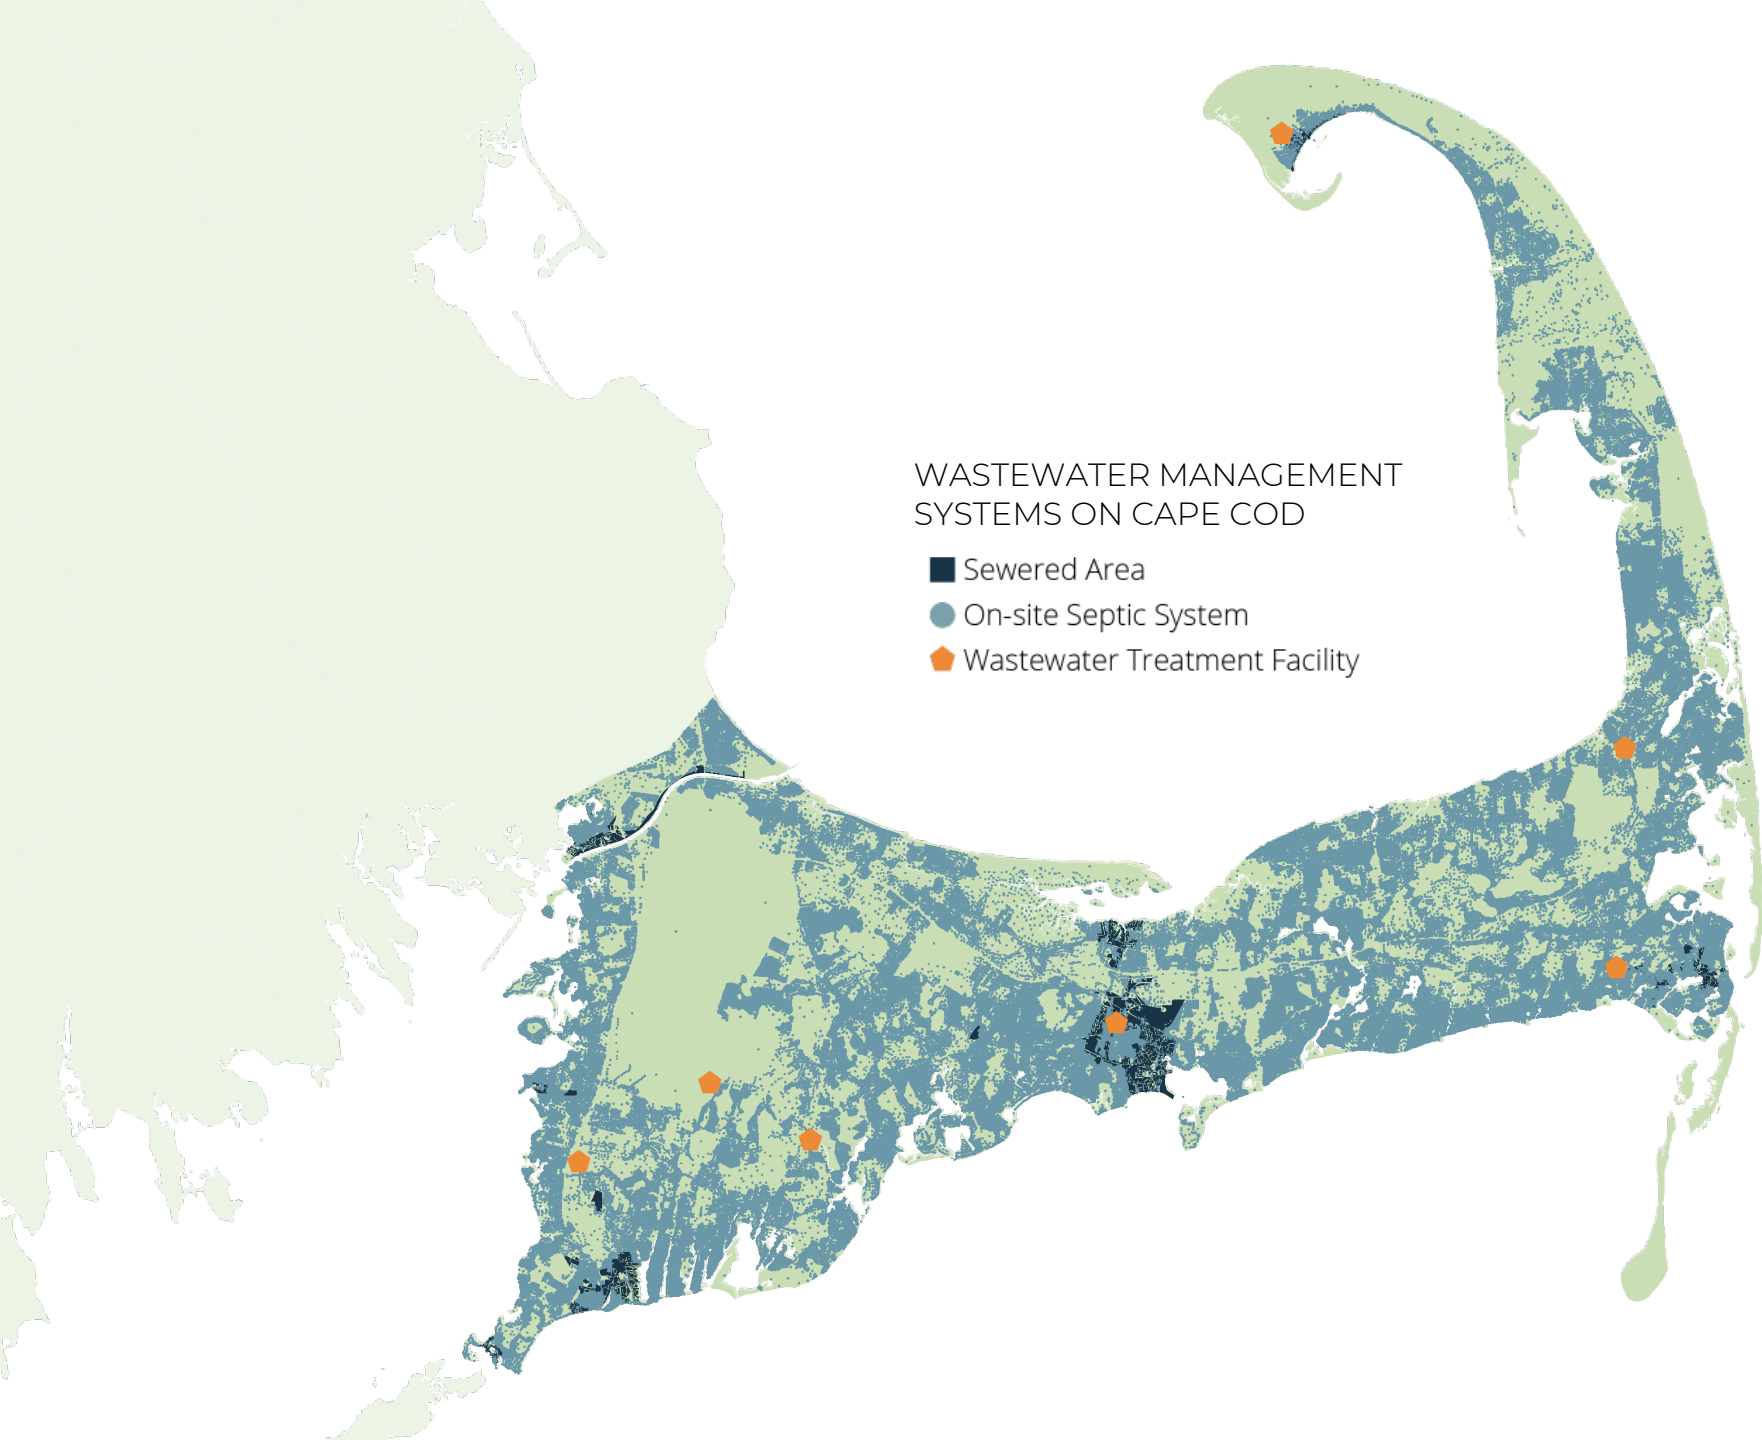 WASTEWATER MANAGEMENT
SYSTEMS ON CAPE COD
Sewered Area
On-site Septic System
Wastewater Treatment Facility